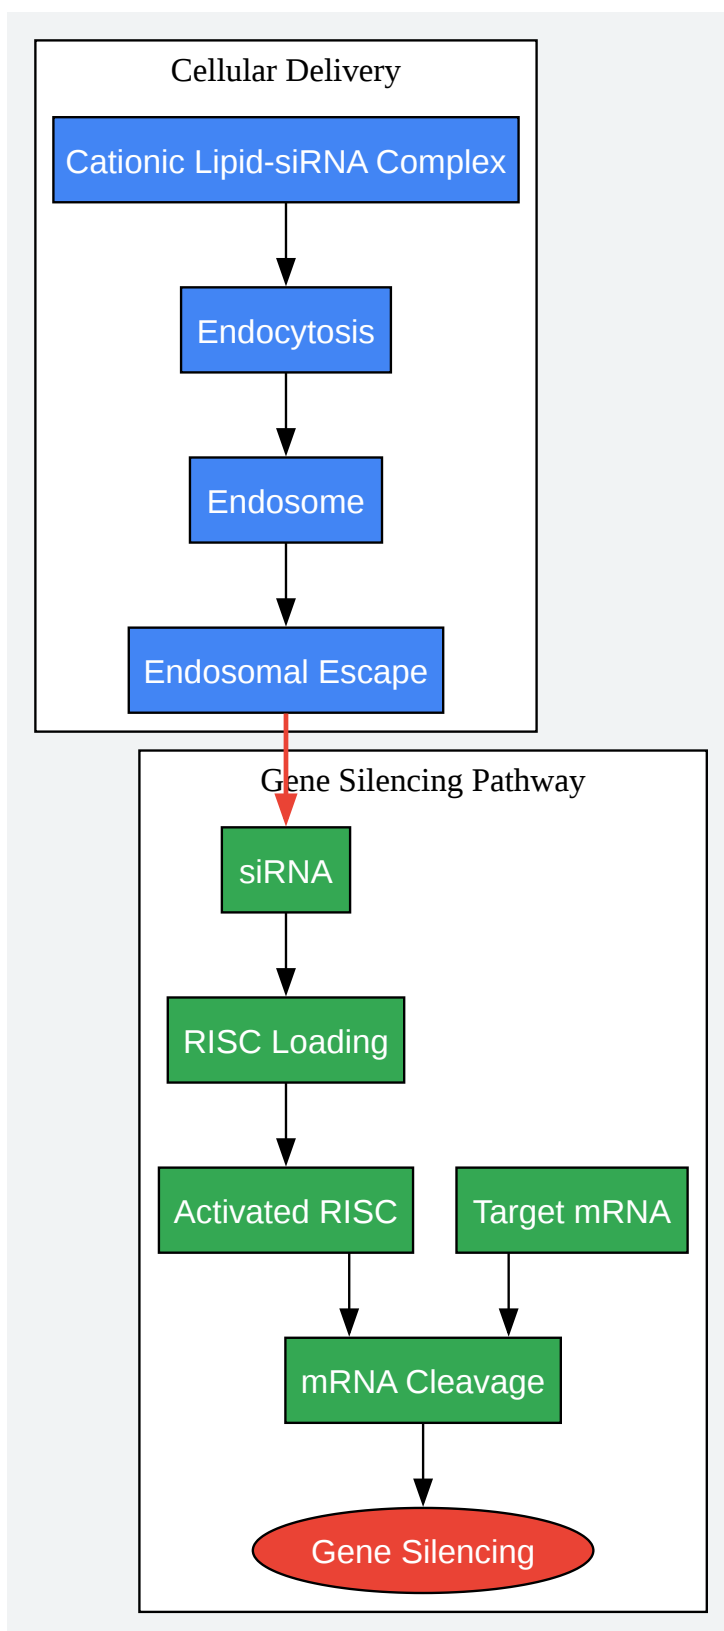 Cellular Delivery
Cationic Lipid-siRNA Complex
Endocytosis
Endosome
Endosomal Escape
Gene Silencing Pathway
siRNA
RISC Loading
Activated RISC
Target mRNA
mRNA Cleavage
Gene Silencing